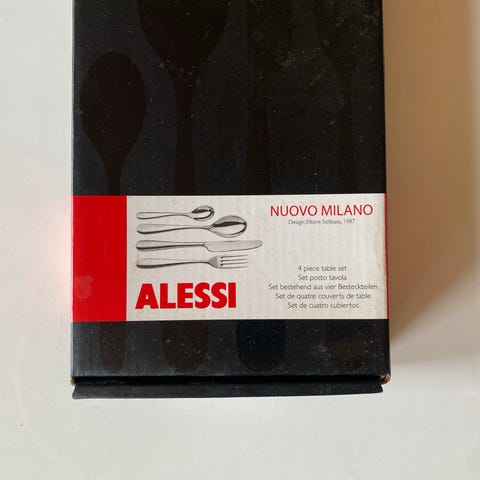 NUOVO MILANO
Design: Ettore Sottsass, 1987
4 piece table set
Set posto tavola
Set bestehend aus vier Besteckteilen
Set de quatre couverts de table
Set de cuatro cubiertos
ALESSI